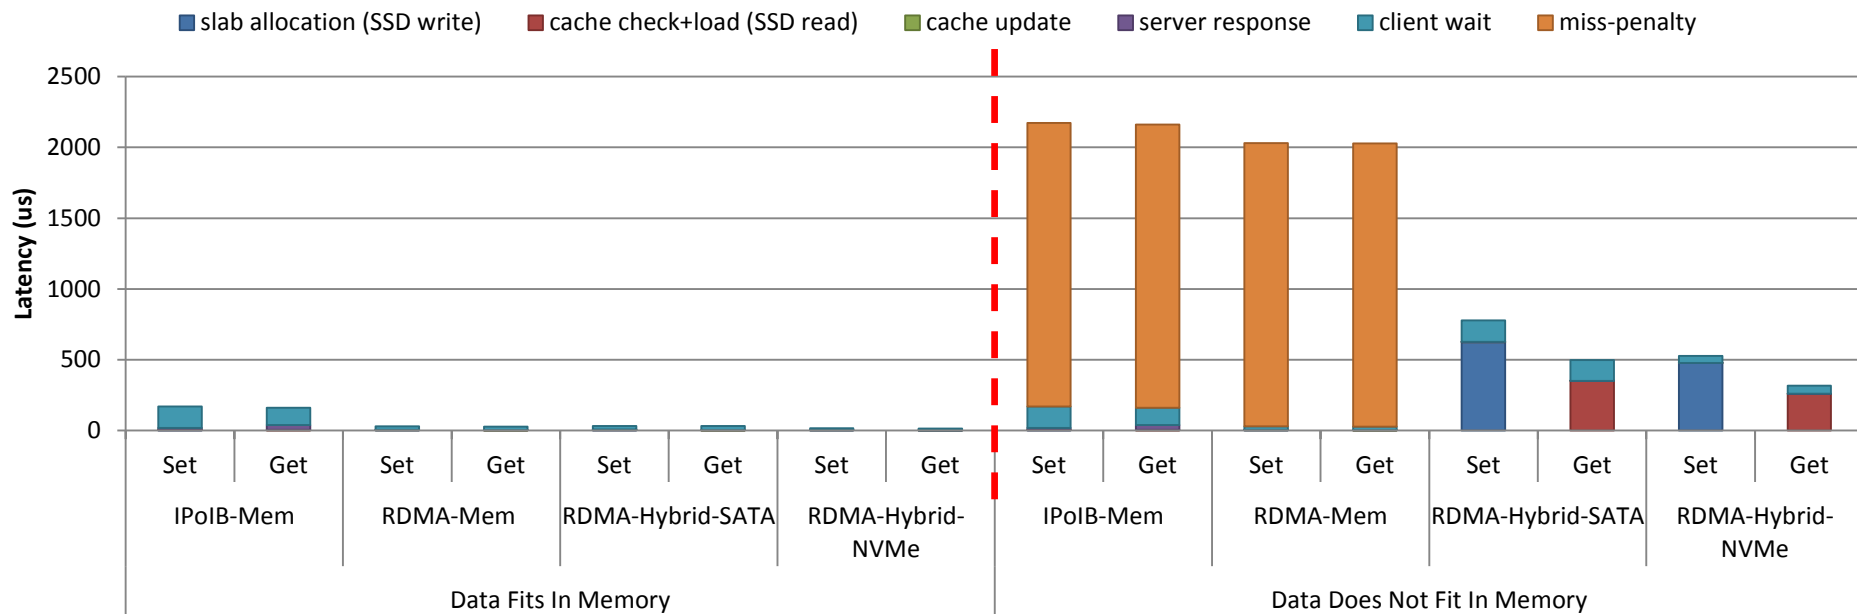 slab allocation (SSD write) cache check+load (SSD read) cache update server response client wait miss-penalty
2500
2000
1500
1000
500
0
Latency (us)
Set Get Set Get Set Get Set Get Set Get Set Get Set Get Set Get
IPoIB-Mem RDMA-Mem RDMA-Hybrid-SATA RDMA-Hybrid- IPoIB-Mem RDMA-Mem RDMA-Hybrid-SATA RDMA-Hybrid-
NVMe NVMe
Data Fits In Memory Data Does Not Fit In Memory